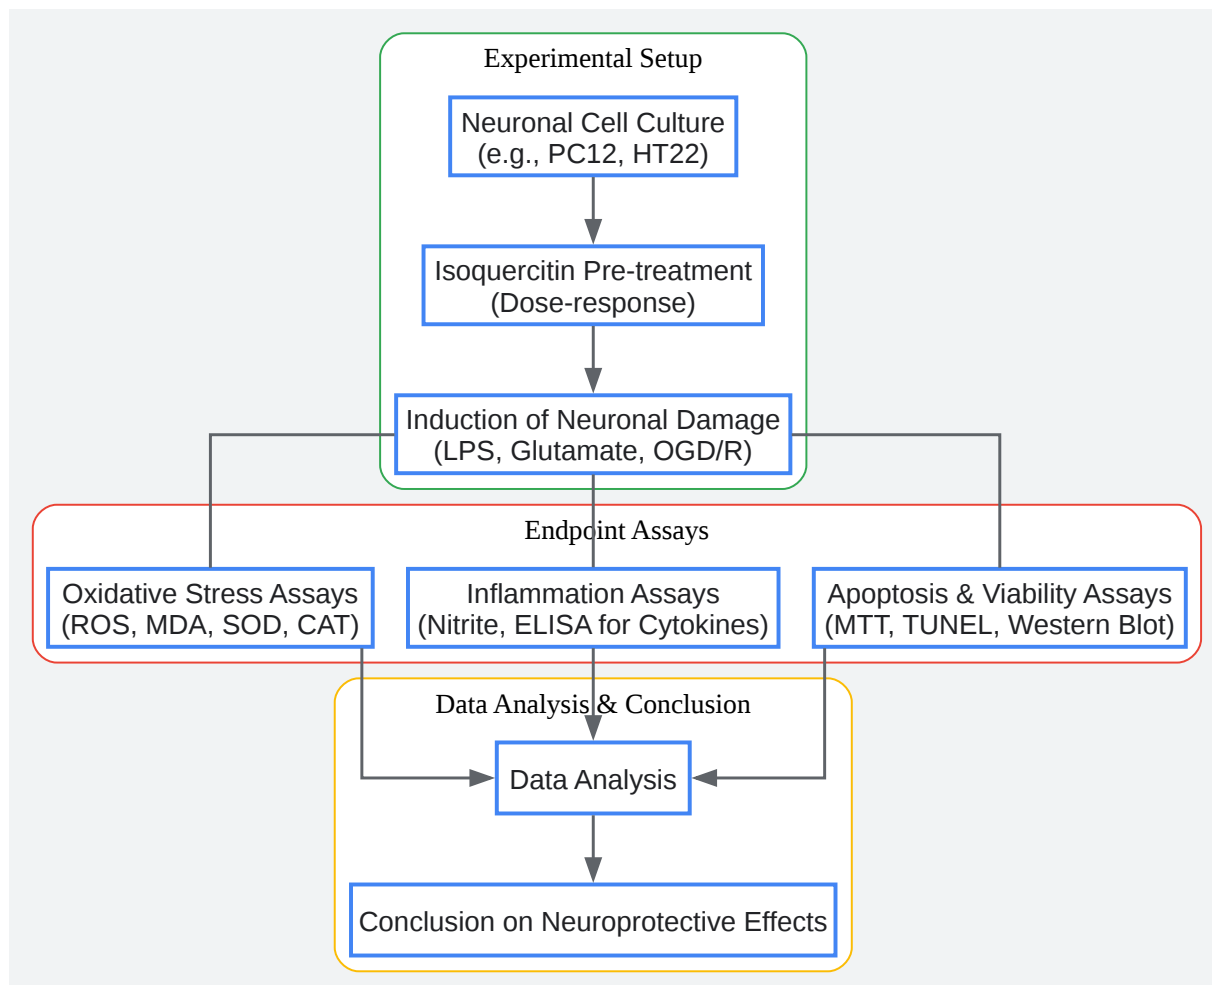 Experimental Setup
Neuronal Cell Culture
(e.g., PC12, HT22)
Isoquercitin Pre-treatment
(Dose-response)
Induction of Neuronal Damage
(LPS, Glutamate, OGD/R)
Endpoint Assays
Oxidative Stress Assays
(ROS, MDA, SOD, CAT)
Inflammation Assays
(Nitrite, ELISA for Cytokines)
Apoptosis & Viability Assays
(MTT, TUNEL, Western Blot)
Data Analysis & Conclusion
Data Analysis
Conclusion on Neuroprotective Effects